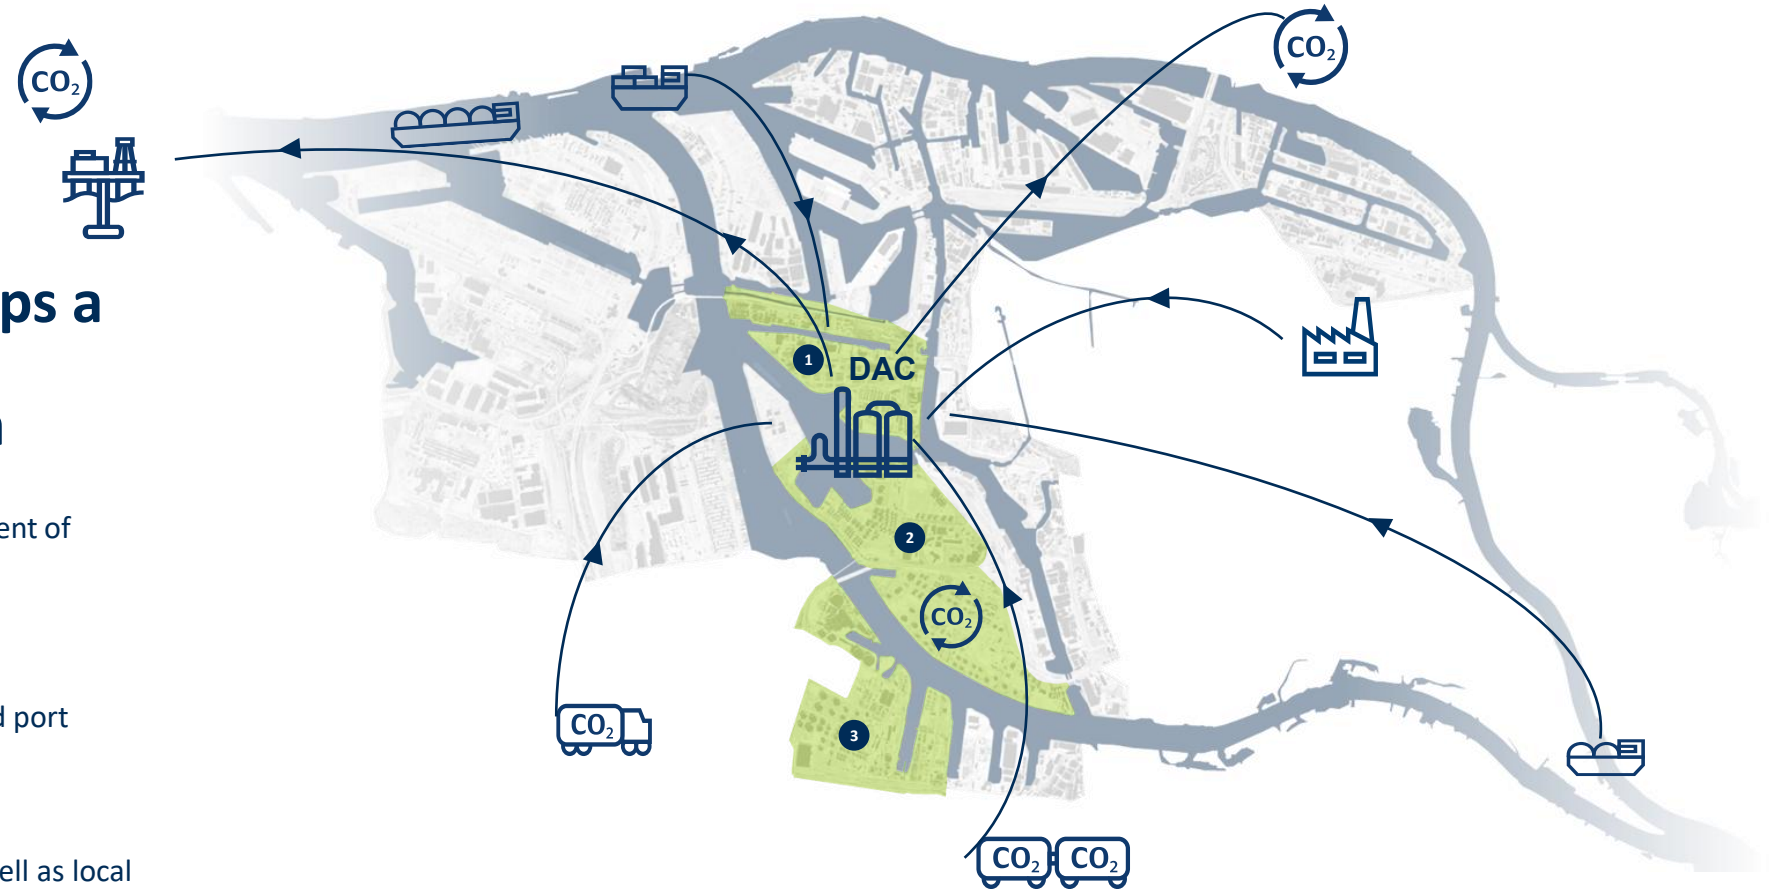 CO₂
CO₂
ps a
1
DAC
ent of
2
CO₂
d port
CO₂
3
CO₂ CO₂
ell as local